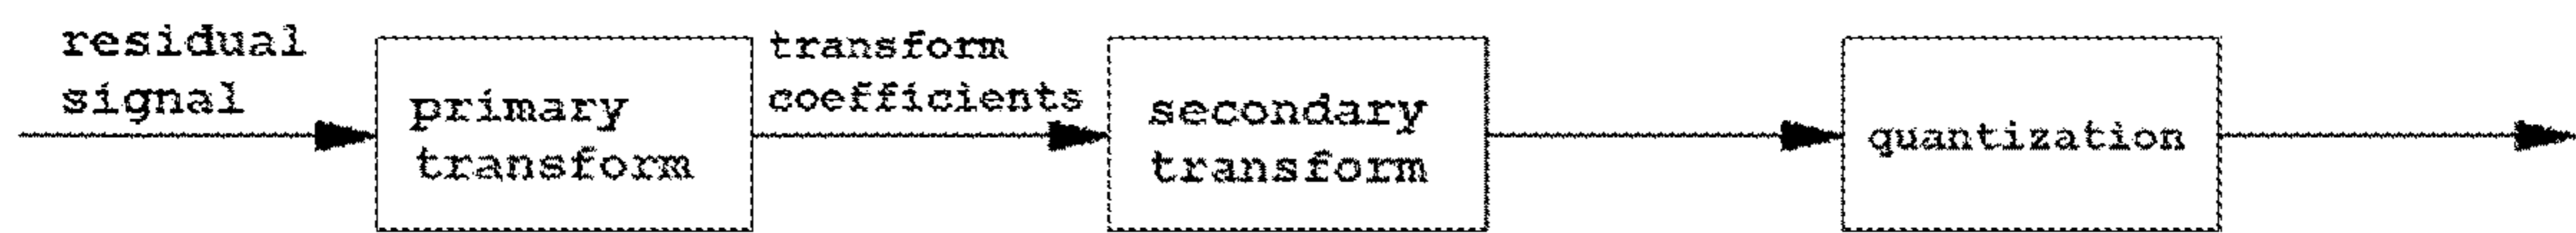 residual
signal
primary
transform
transform
coefficients
secondary
transform
quantization